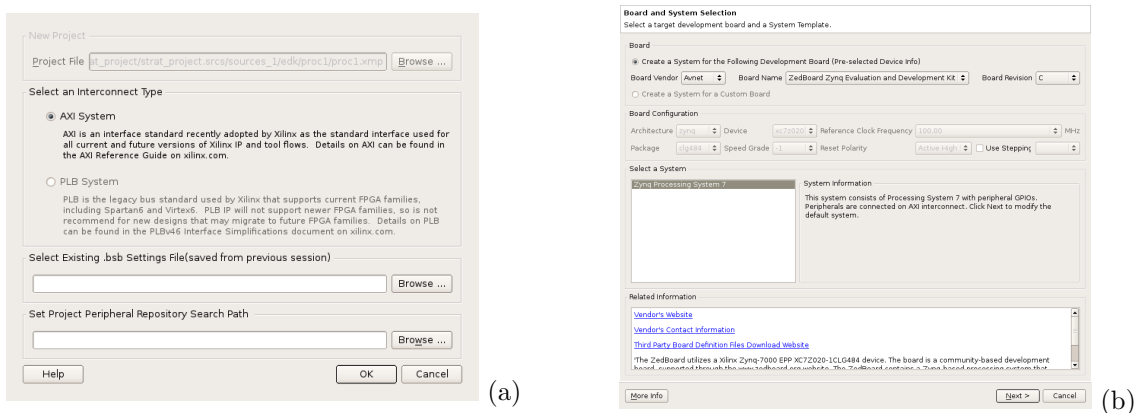 New Project
Project File at_project/strat_project.srcs/sources_1/edk/proc1/proc1.xmp Browse ...
Select an Interconnect Type
AXI System
AXI is an interface standard recently adopted by Xilinx as the standard interface used for
all current and future versions of Xilinx IP and tool flows. Details on AXI can be found in
the AXI Reference Guide on xilinx.com.
PLB System
PLB is the legacy bus standard used by Xilinx that supports current FPGA families,
including Spartan6 and Virtex6. PLB IP will not support newer FPGA families, so is not
recommend for new designs that may migrate to future FPGA families. Details on PLB
can be found in the PLBv46 Interface Simplifications document on xilinx.com.
Select Existing .bsb Settings File(saved from previous session)
Browse ...
Set Project Peripheral Repository Search Path
Browse ...
Help OK Cancel
(a)
Board and System Selection
Select a target development board and a System Template.
Board
Create a System for the Following Development Board (Pre-selected Device Info)
Board Vendor Avnet Board Name ZedBoard Zynq Evaluation and Development Kit Board Revision C
Create a System for a Custom Board
Board Configuration
Architecture zynq Device xc7z020 Reference Clock Frequency 100.00 MHz
Package clg484 Speed Grade -1 Reset Polarity Active High Use Stepping
Select a System
Zynq Processing System 7
System Information
This system consists of Processing System 7 with peripheral GPIOs.
Peripherals are connected on AXI interconnect. Click Next to modify the
default system.
Related Information
Vendor's Website
Vendor's Contact Information
Third Party Board Definition Files Download Website
'The ZedBoard utilizes a Xilinx Zynq-7000 EPP XC7Z020-1CLG484 device. The board is a community-based development
board, supported through the www.zedboard.org website. The ZedBoard contains a Zynq-based processing system that
More Info Next > Cancel
(b)